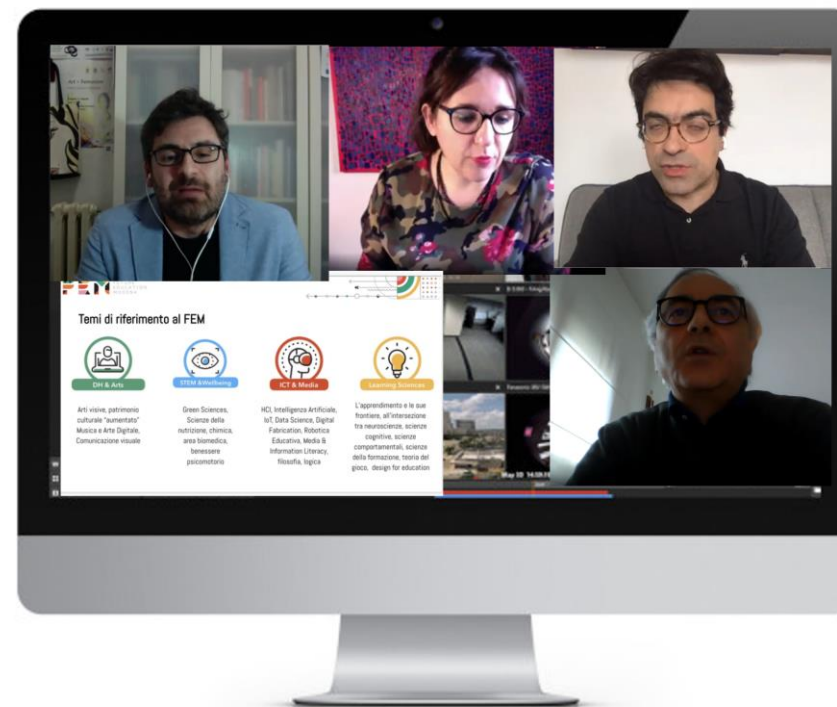 FEM
EDUCATION
MODENA
Temi di riferimento al FEM
DH & Arts
STEM &Wellbeing
ICT & Media
Learning Sciences
Arti visive, patrimonio
culturale "aumentato"
Musica e Arte Digitale,
Comunicazione visuale
Green Sciences,
Scienze della
nutrizione, chimica,
area biomedica,
benessere
psicomotorio
HCI, Intelligenza Artificiale,
IoT, Data Science, Digital
Fabrication, Robotica
Educativa, Media &
Information Literacy,
filosofia, logica
L'apprendimento e le sue
frontiere, all'intersezione
tra neuroscienze, scienze
cognitive, scienze
comportamentali, scienze
della formazione, teoria del
gioco, design for education